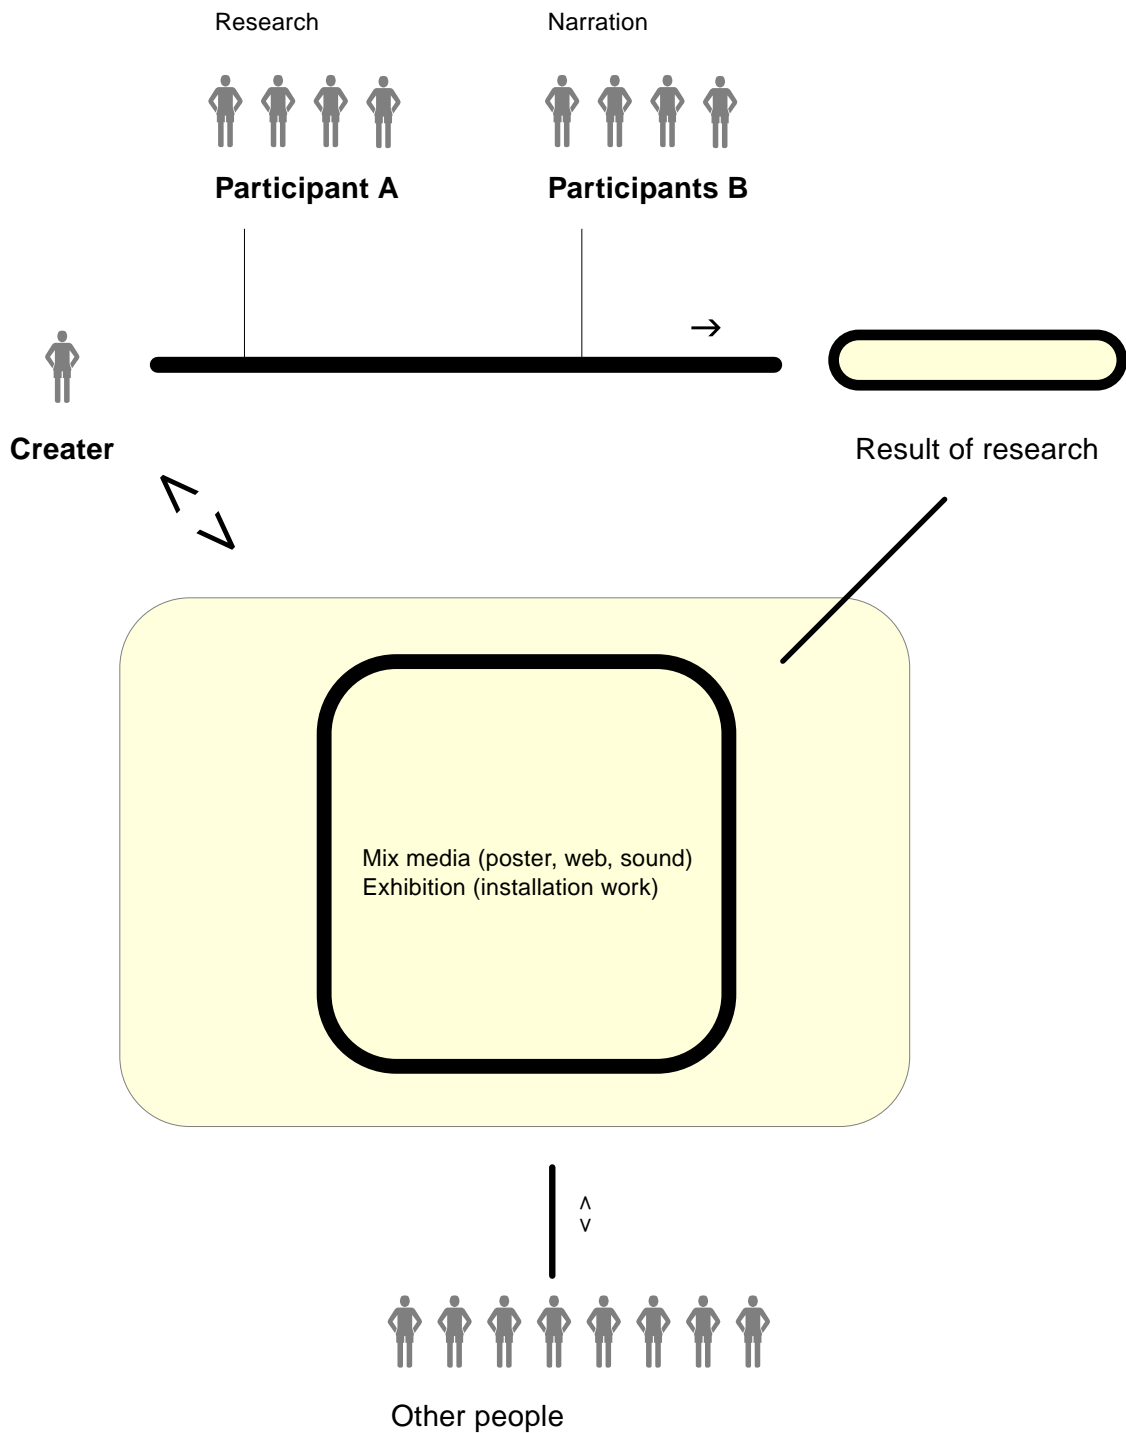 Research
Narration
Participant A
Participants B
→
Creater
Result of research
< >
Mix media (poster, web, sound)
Exhibition (installation work)
< >
Other people